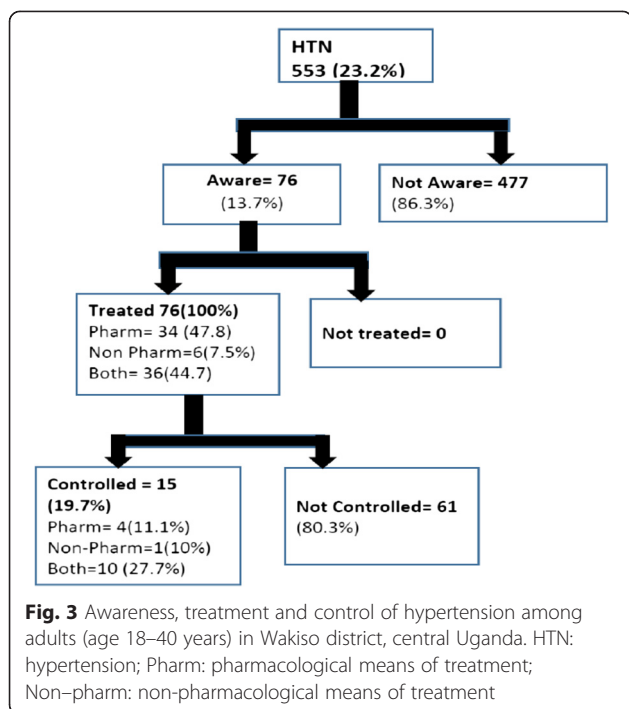 HTN
553 (23.2%)
Aware= 76
(13.7%)
Not Aware= 477
(86.3%)
Treated 76(100%)
Pharm= 34 (47.8)
Non Pharm=6(7.5%)
Both= 36(44.7)
Not treated= 0
Controlled = 15
(19.7%)
Pharm= 4(11.1%)
Non-Pharm=1(10%)
Both=10 (27.7%)
Not Controlled= 61
(80.3%)
Fig. 3 Awareness, treatment and control of hypertension among
adults (age 18–40 years) in Wakiso district, central Uganda. HTN:
hypertension; Pharm: pharmacological means of treatment;
Non–pharm: non-pharmacological means of treatment